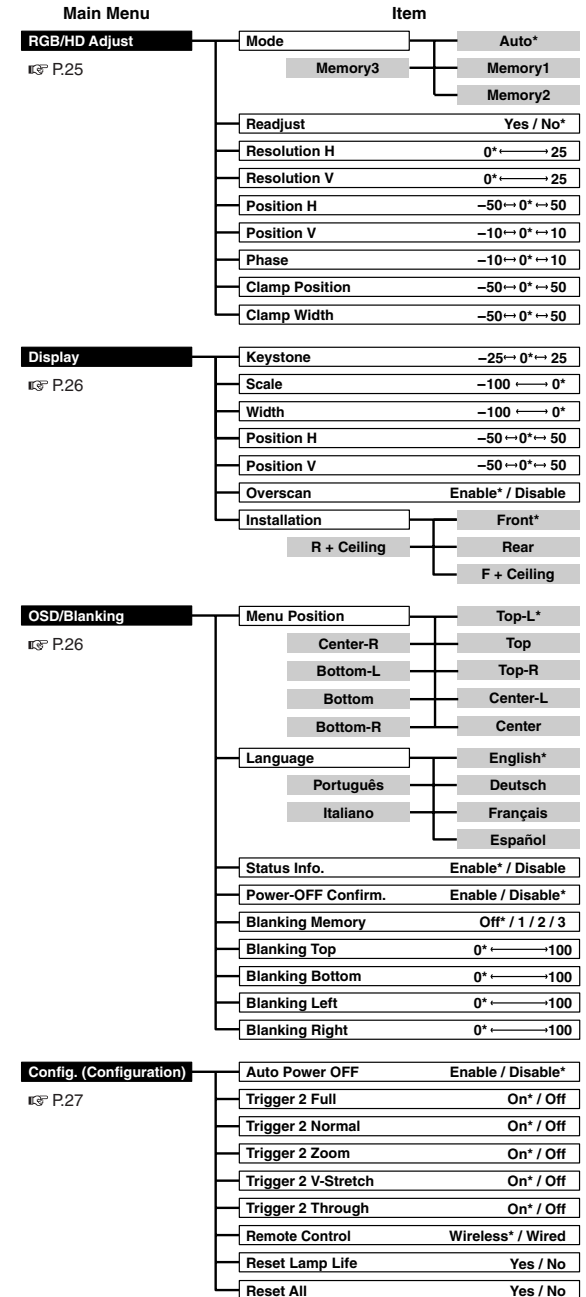 Main Menu Item
RGB/HD Adjust Mode Auto*
☞ P.25 Memory3 Memory1
Memory2
Readjust Yes / No*
Resolution H 0* ←→ 25
Resolution V 0* ←→ 25
Position H –50 ↔ 0* ↔ 50
Position V –10 ↔ 0* ↔ 10
Phase –10 ↔ 0* ↔ 10
Clamp Position –50 ↔ 0* ↔ 50
Clamp Width –50 ↔ 0* ↔ 50
Display Keystone –25 ↔ 0* ↔ 25
☞ P.26 Scale –100 ←→ 0*
Width –100 ←→ 0*
Position H –50 ↔ 0* ↔ 50
Position V –50 ↔ 0* ↔ 50
Overscan Enable* / Disable
Installation Front*
R + Ceiling Rear
F + Ceiling
OSD/Blanking Menu Position Top-L*
☞ P.26 Center-R Top
Bottom-L Top-R
Bottom Center-L
Bottom-R Center
Language English*
Português Deutsch
Italiano Français
Español
Status Info. Enable* / Disable
Power-OFF Confirm. Enable / Disable*
Blanking Memory Off* / 1 / 2 / 3
Blanking Top 0* ←→ 100
Blanking Bottom 0* ←→ 100
Blanking Left 0* ←→ 100
Blanking Right 0* ←→ 100
Config. (Configuration) Auto Power OFF Enable / Disable*
☞ P.27 Trigger 2 Full On* / Off
Trigger 2 Normal On* / Off
Trigger 2 Zoom On* / Off
Trigger 2 V-Stretch On* / Off
Trigger 2 Through On* / Off
Remote Control Wireless* / Wired
Reset Lamp Life Yes / No
Reset All Yes / No